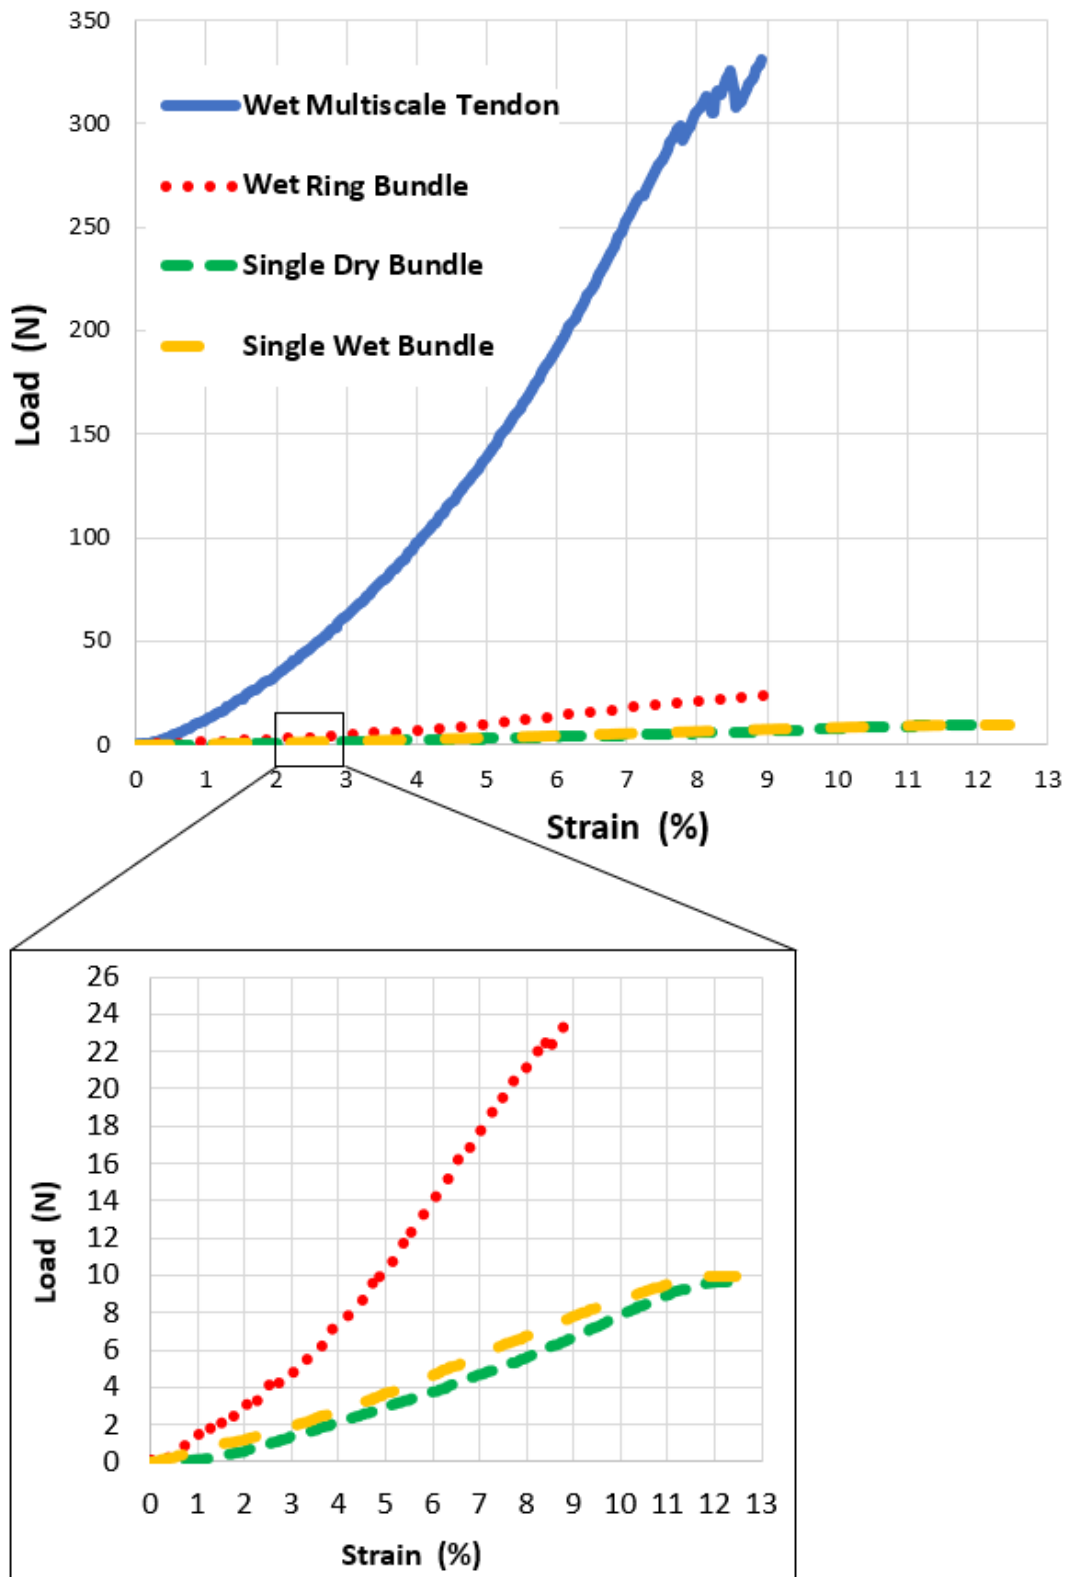 350
300
250
200
150
100
50
0
Load (N)
Wet Multiscale Tendon
Wet Ring Bundle
Single Dry Bundle
Single Wet Bundle
0 1 2 3 4 5 6 7 8 9 10 11 12 13
Strain (%)
26
24
22
20
18
16
14
12
10
8
6
4
2
0
Load (N)
0 1 2 3 4 5 6 7 8 9 10 11 12 13
Strain (%)